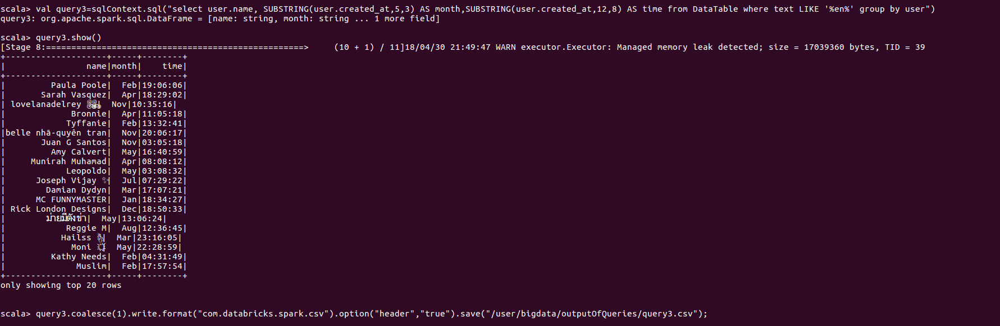 scala> val query3=sqlContext.sql("select user.name, SUBSTRING(user.created_at,5,3) AS month,SUBSTRING(user.created_at,12,8) AS time from DataTable where text LIKE '%en%' group by user")
query3: org.apache.spark.sql.DataFrame = [name: string, month: string ... 1 more field]
scala> query3.show()
[Stage 8:===================================================>     (10 + 1) / 11]18/04/30 21:49:47 WARN executor.Executor: Managed memory leak detected; size = 17039360 bytes, TID = 39
+--------------------+-----+--------+
|                name|month|    time|
+--------------------+-----+--------+
|         Paula Poole|  Feb|19:06:06|
|       Sarah Vasquez|  Apr|18:29:02|
| lovelanadelrey |  Nov|10:35:16|
|             Bronnie|  Apr|11:05:18|
|            Tyffanie|  Feb|13:32:41|
|belle nhã-quyên tran|  Nov|20:06:17|
|       Juan G Santos|  Nov|03:05:18|
|         Amy Calvert|  May|16:40:59|
|     Munirah Muhamad|  Apr|08:08:12|
|            Leopoldo|  May|03:08:32|
|      Joseph Vijay ✨|  Jul|07:29:22|
|        Damian Dydyn|  Mar|17:07:21|
|      MC FUNNYMASTER|  Jan|18:34:27|
| Rick London Designs|  Dec|18:50:33|
|        ม่ายมีตังข่า|  May|13:06:24|
|            Reggie M|  Aug|12:36:45|
|           Hailss |  Mar|23:16:05|
|             Moni 💥|  May|22:28:59|
|         Kathy Needs|  Feb|04:31:49|
|              Muslim|  Feb|17:57:54|
+--------------------+-----+--------+
only showing top 20 rows
scala> query3.coalesce(1).write.format("com.databricks.spark.csv").option("header","true").save("/user/bigdata/outputOfQueries/query3.csv");